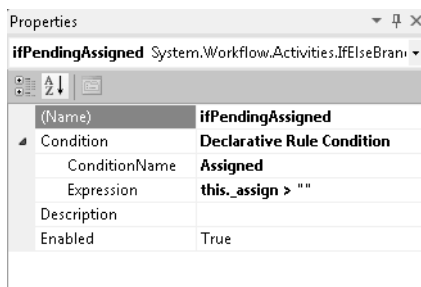 Properties
ifPendingAssigned System.Workflow.Activities.IfElseBran
(Name) ifPendingAssigned
Condition Declarative Rule Condition
ConditionName Assigned
Expression this._assign > ""
Description
Enabled True